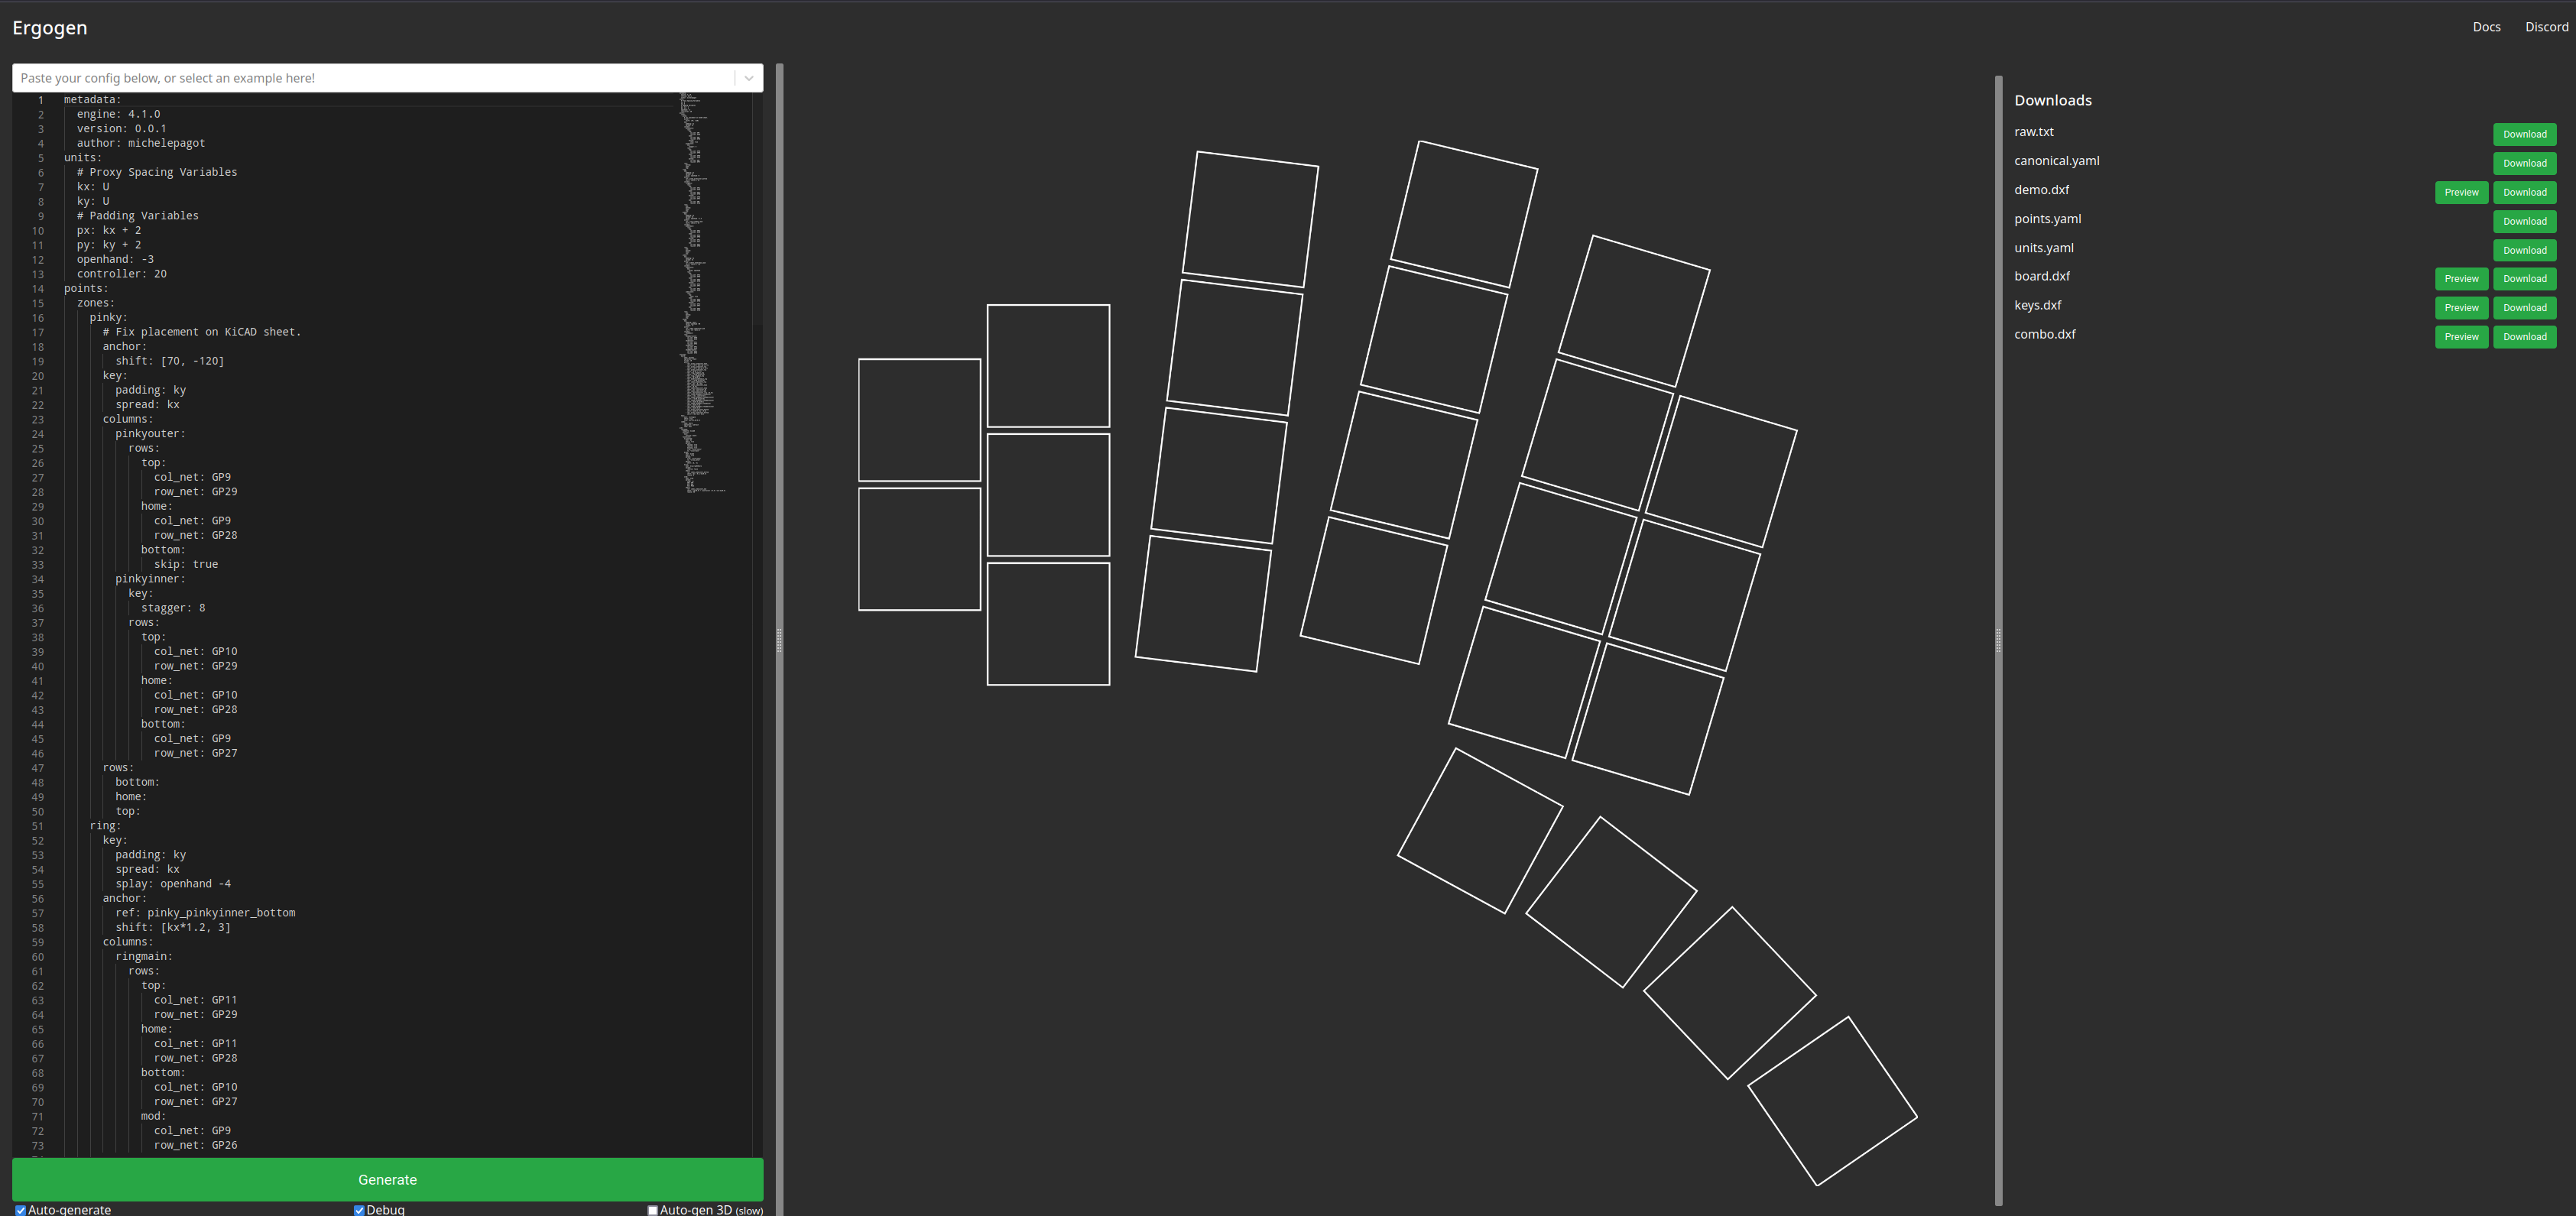 Ergogen
Docs Discord
Paste your config below, or select an example here!
1 metadata:
2 engine: 4.1.0
3 version: 0.0.1
4 author: michelepagot
5 units:
6 # Proxy Spacing Variables
7 kx: U
8 ky: U
9 # Padding Variables
10 px: kx + 2
11 py: ky + 2
12 openhand: -3
13 controller: 20
14 points:
15 zones:
16 pinky:
17 # Fix placement on KiCAD sheet.
18 anchor:
19 shift: [70, -120]
20 key:
21 padding: ky
22 spread: kx
23 columns:
24 pinkyouter:
25 rows:
26 top:
27 col_net: GP9
28 row_net: GP29
29 home:
30 col_net: GP9
31 row_net: GP28
32 bottom:
33 skip: true
34 pinkyinner:
35 key:
36 stagger: 8
37 rows:
38 top:
39 col_net: GP10
40 row_net: GP29
41 home:
42 col_net: GP10
43 row_net: GP28
44 bottom:
45 col_net: GP9
46 row_net: GP27
47 rows:
48 bottom:
49 home:
50 top:
51 ring:
52 key:
53 padding: ky
54 spread: kx
55 splay: openhand -4
56 anchor:
57 ref: pinky_pinkyinner_bottom
58 shift: [kx*1.2, 3]
59 columns:
60 ringmain:
61 rows:
62 top:
63 col_net: GP11
64 row_net: GP29
65 home:
66 col_net: GP11
67 row_net: GP28
68 bottom:
69 col_net: GP10
70 row_net: GP27
71 mod:
72 col_net: GP9
73 row_net: GP26
Generate
Auto-generate Debug Auto-gen 3D (slow)
Downloads
raw.txt Download
canonical.yaml Download
demo.dxf Preview Download
points.yaml Download
units.yaml Download
board.dxf Preview Download
keys.dxf Preview Download
combo.dxf Preview Download